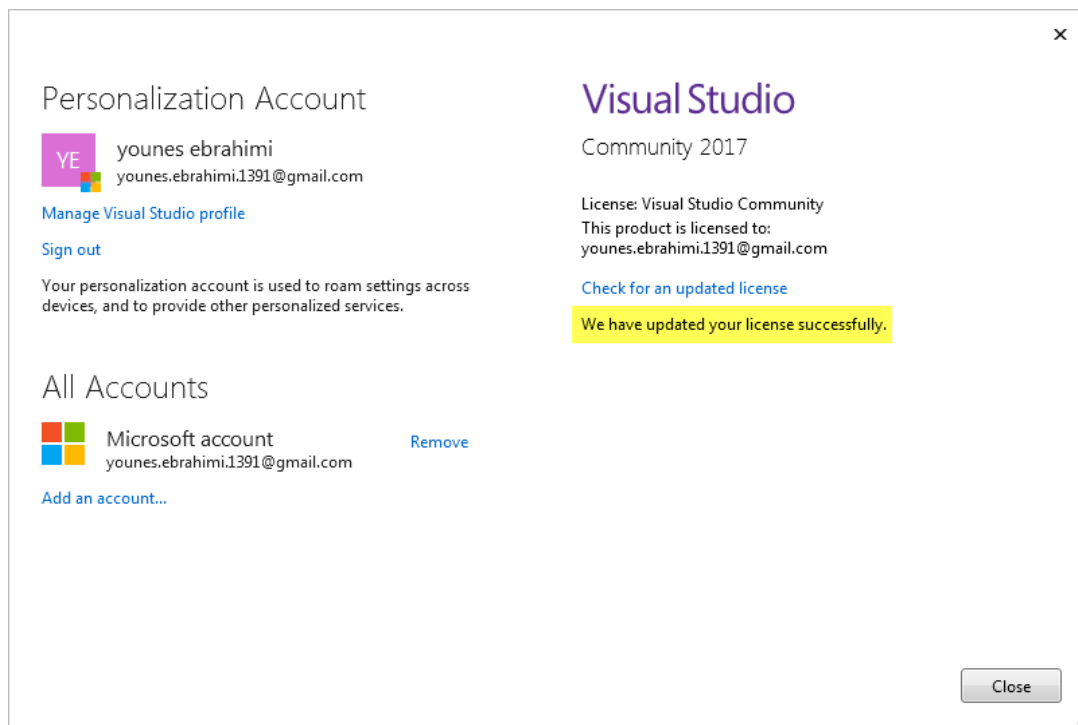 Personalization Account
YE
younes ebrahimi
younes.ebrahimi.1391@gmail.com
Manage Visual Studio profile
Sign out
Your personalization account is used to roam settings across
devices, and to provide other personalized services.
All Accounts
Microsoft account
Remove
younes.ebrahimi.1391@gmail.com
Add an account...
Visual Studio
Community 2017
License: Visual Studio Community
This product is licensed to:
younes.ebrahimi.1391@gmail.com
Check for an updated license
We have updated your license successfully.
Close